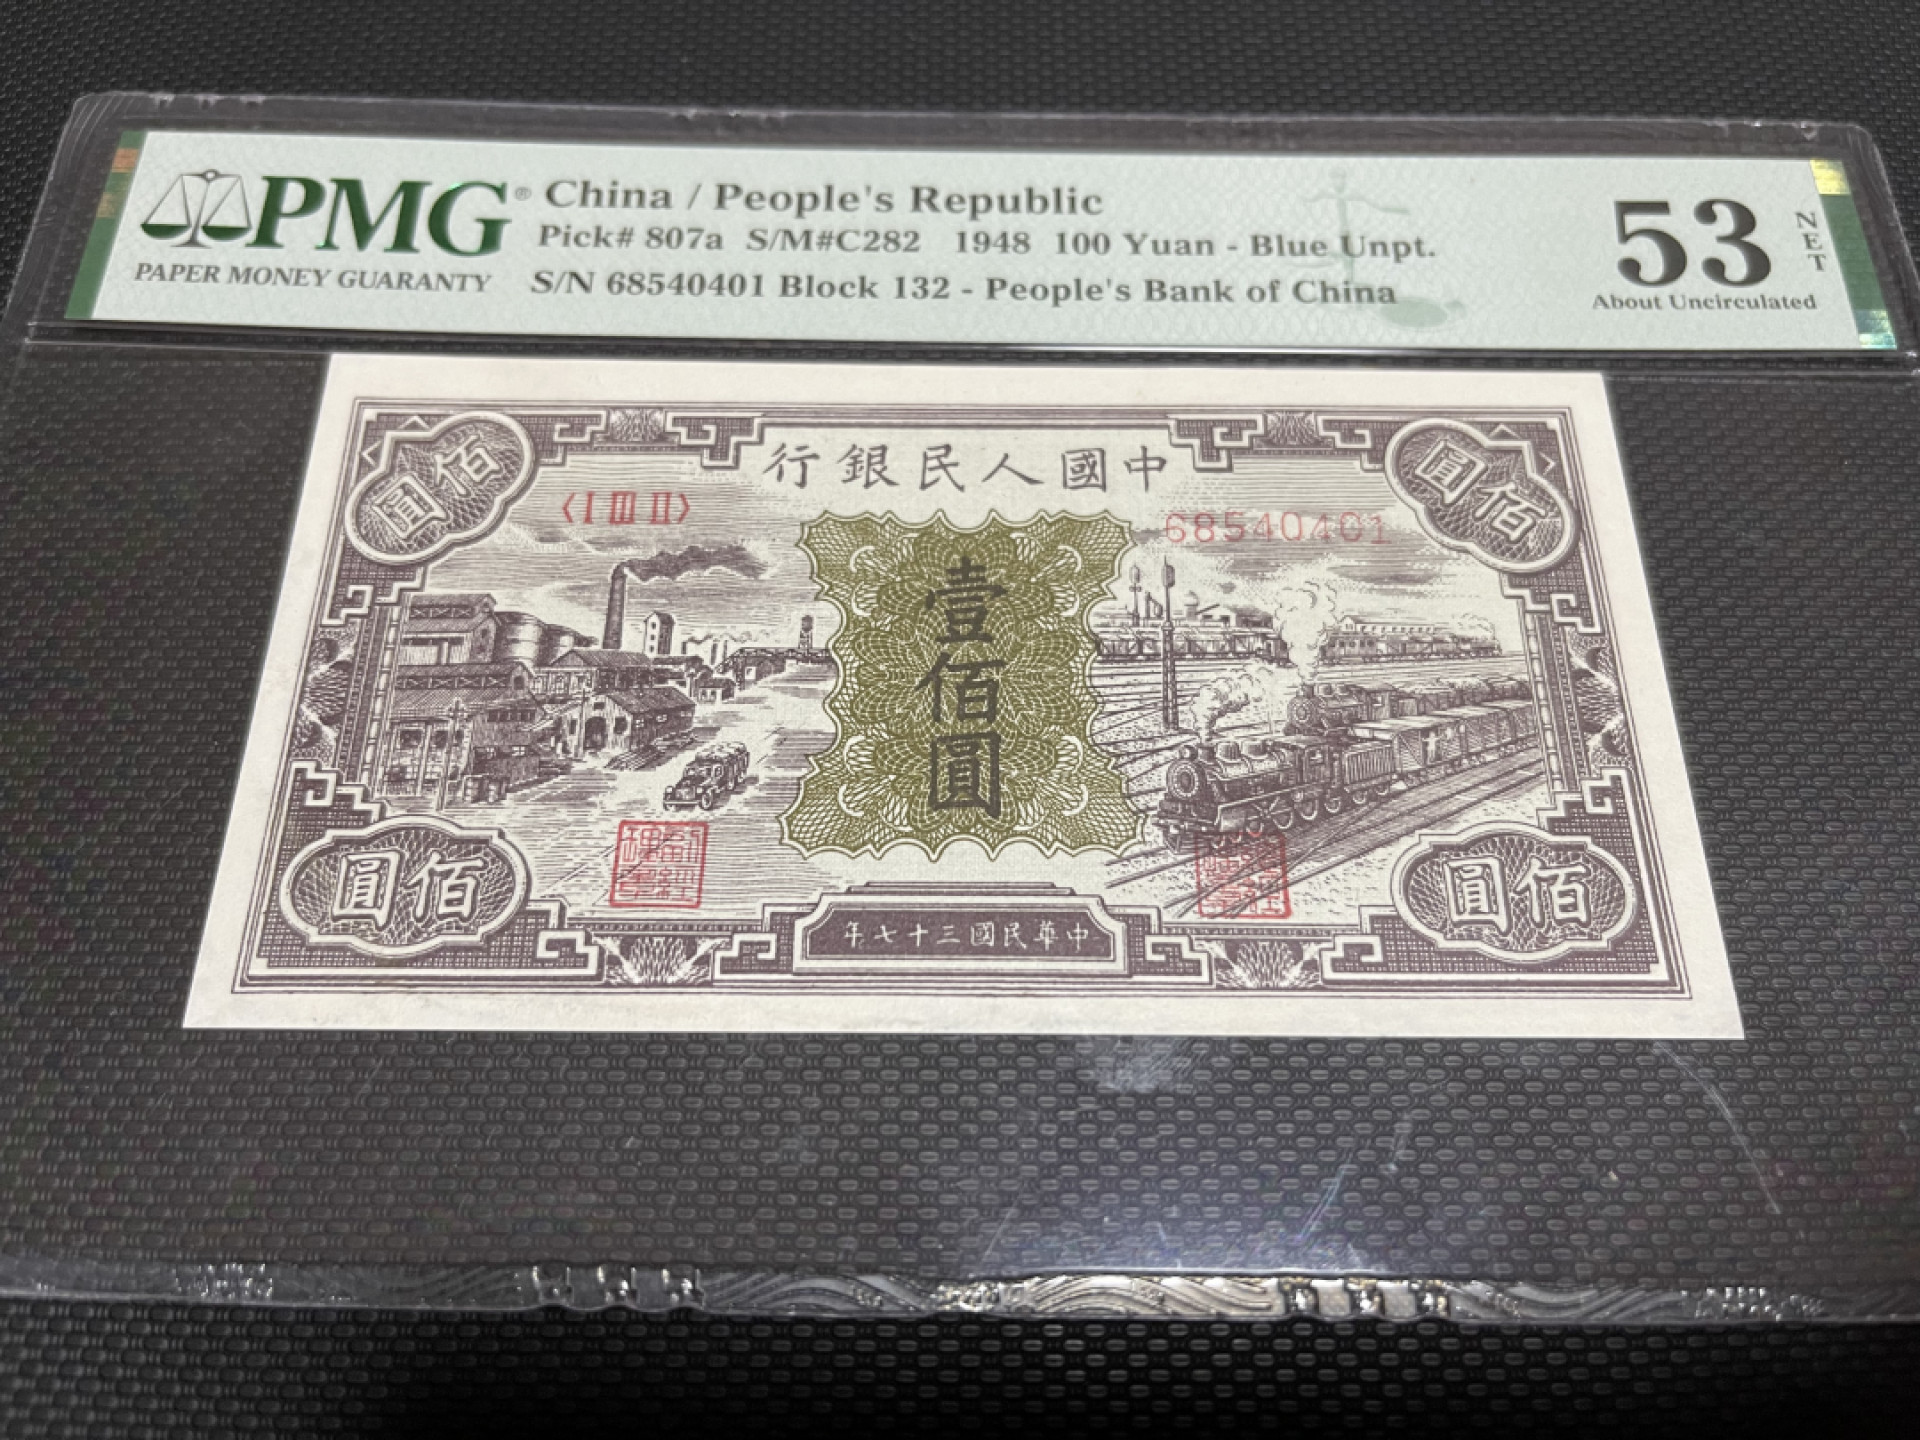 PMG®
PAPER MONEY GUARANTY
China / People's Republic
Pick# 807a S/M#C282 1948 100 Yuan - Blue Unpt.
S/N 68540401 Block 132 - People's Bank of China
53
NET
About Uncirculated
行銀民人國中
圓佰
圓佰
〈I III II〉
68540401
壹佰圓
圓佰
圓佰
年七十三國民華中